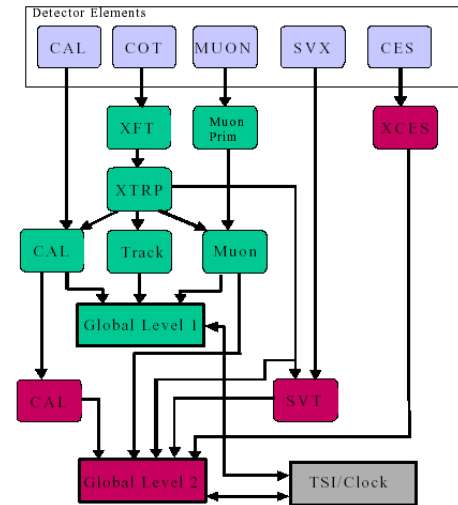 Detector Elements
CAL
COT
MUON
SVX
CES
XFT
Muon
Prim
XCES
XTRP
CAL
Track
Muon
Global Level 1
CAL
SVT
Global Level 2
TSI/Clock